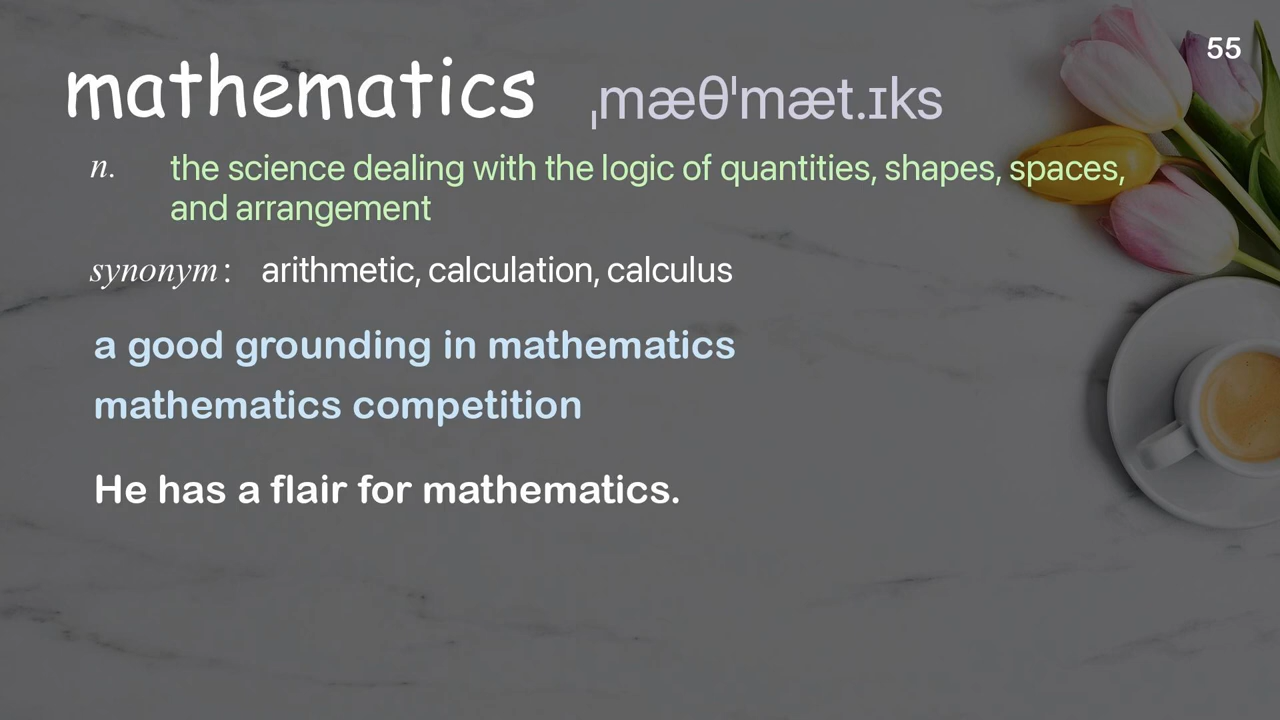 55
mathematics ˌmæθˈmæt.ɪks
n. the science dealing with the logic of quantities, shapes, spaces,
and arrangement
synonym: arithmetic, calculation, calculus
a good grounding in mathematics
mathematics competition
He has a flair for mathematics.